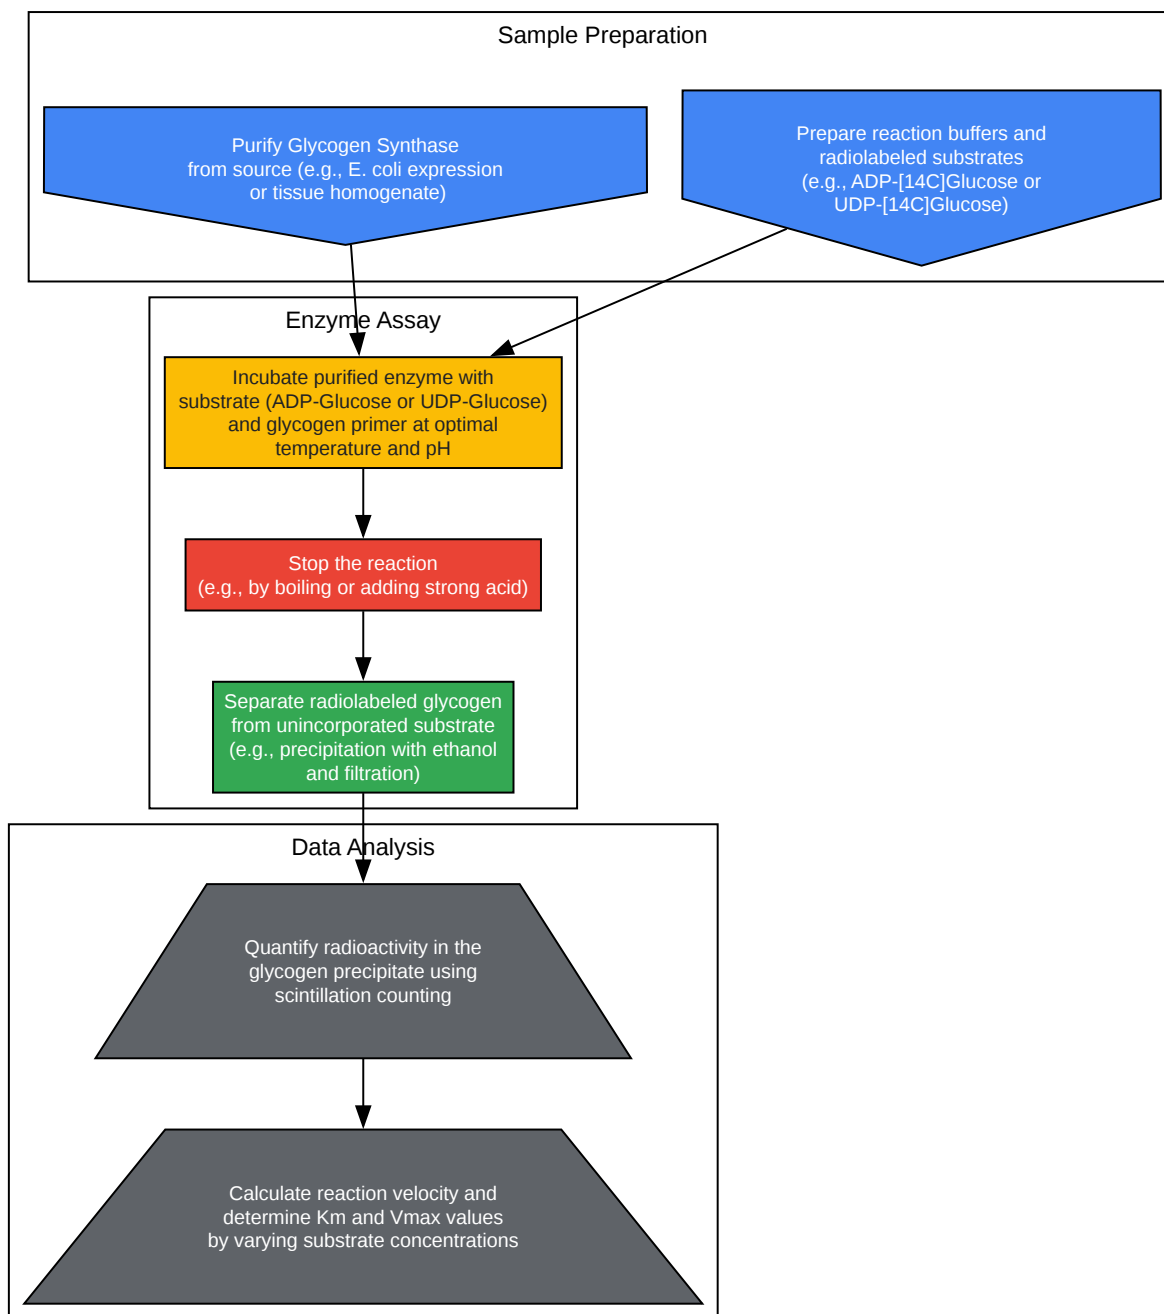 Sample Preparation
Purify Glycogen Synthase
from source (e.g., E. coli expression
or tissue homogenate)
Prepare reaction buffers and
radiolabeled substrates
(e.g., ADP-[14C]Glucose or
UDP-[14C]Glucose)
Enzyme Assay
Incubate purified enzyme with
substrate (ADP-Glucose or UDP-Glucose)
and glycogen primer at optimal
temperature and pH
Stop the reaction
(e.g., by boiling or adding strong acid)
Separate radiolabeled glycogen
from unincorporated substrate
(e.g., precipitation with ethanol
and filtration)
Data Analysis
Quantify radioactivity in the
glycogen precipitate using
scintillation counting
Calculate reaction velocity and
determine Km and Vmax values
by varying substrate concentrations